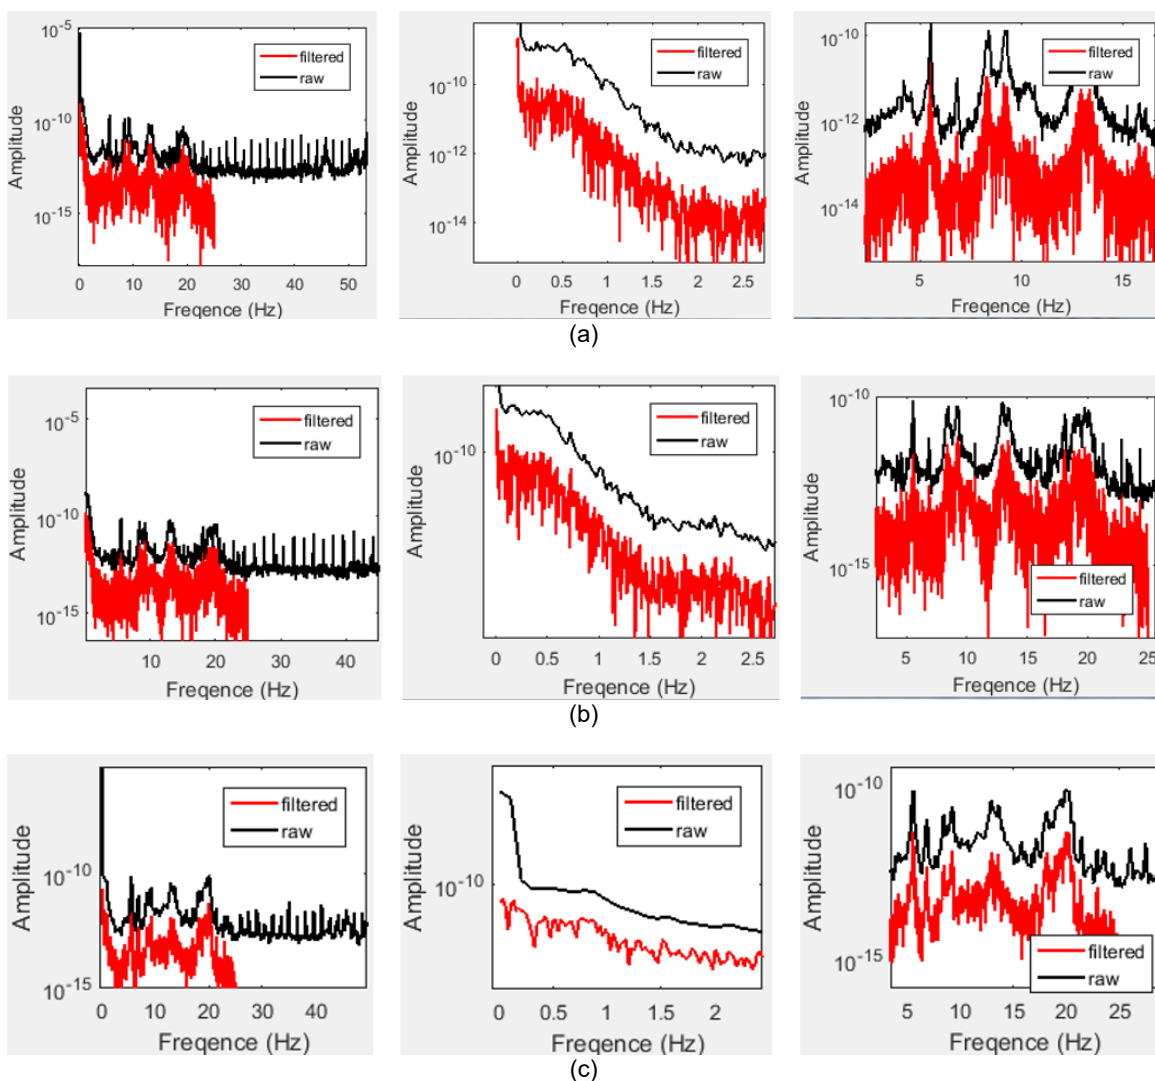 10^-5
10^-10
10^-15
Amplitude
filtered
raw
0 10 20 30 40 50
Freqence (Hz)
10^-10
10^-12
10^-14
Amplitude
filtered
raw
0 0.5 1 1.5 2 2.5
Freqence (Hz)
10^-10
10^-12
10^-14
Amplitude
filtered
raw
5 10 15
Freqence (Hz)
(a)
10^-5
10^-10
10^-15
Amplitude
filtered
raw
10 20 30 40
Freqence (Hz)
10^-10
Amplitude
filtered
raw
0 0.5 1 1.5 2 2.5
Freqence (Hz)
10^-10
10^-15
Amplitude
filtered
raw
5 10 15 20 25
Freqence (Hz)
(b)
10^-10
10^-15
Amplitude
filtered
raw
0 10 20 30 40
Freqence (Hz)
10^-10
Amplitude
filtered
raw
0 0.5 1 1.5 2
Freqence (Hz)
10^-10
10^-15
Amplitude
filtered
raw
5 10 15 20 25
Freqence (Hz)
(c)